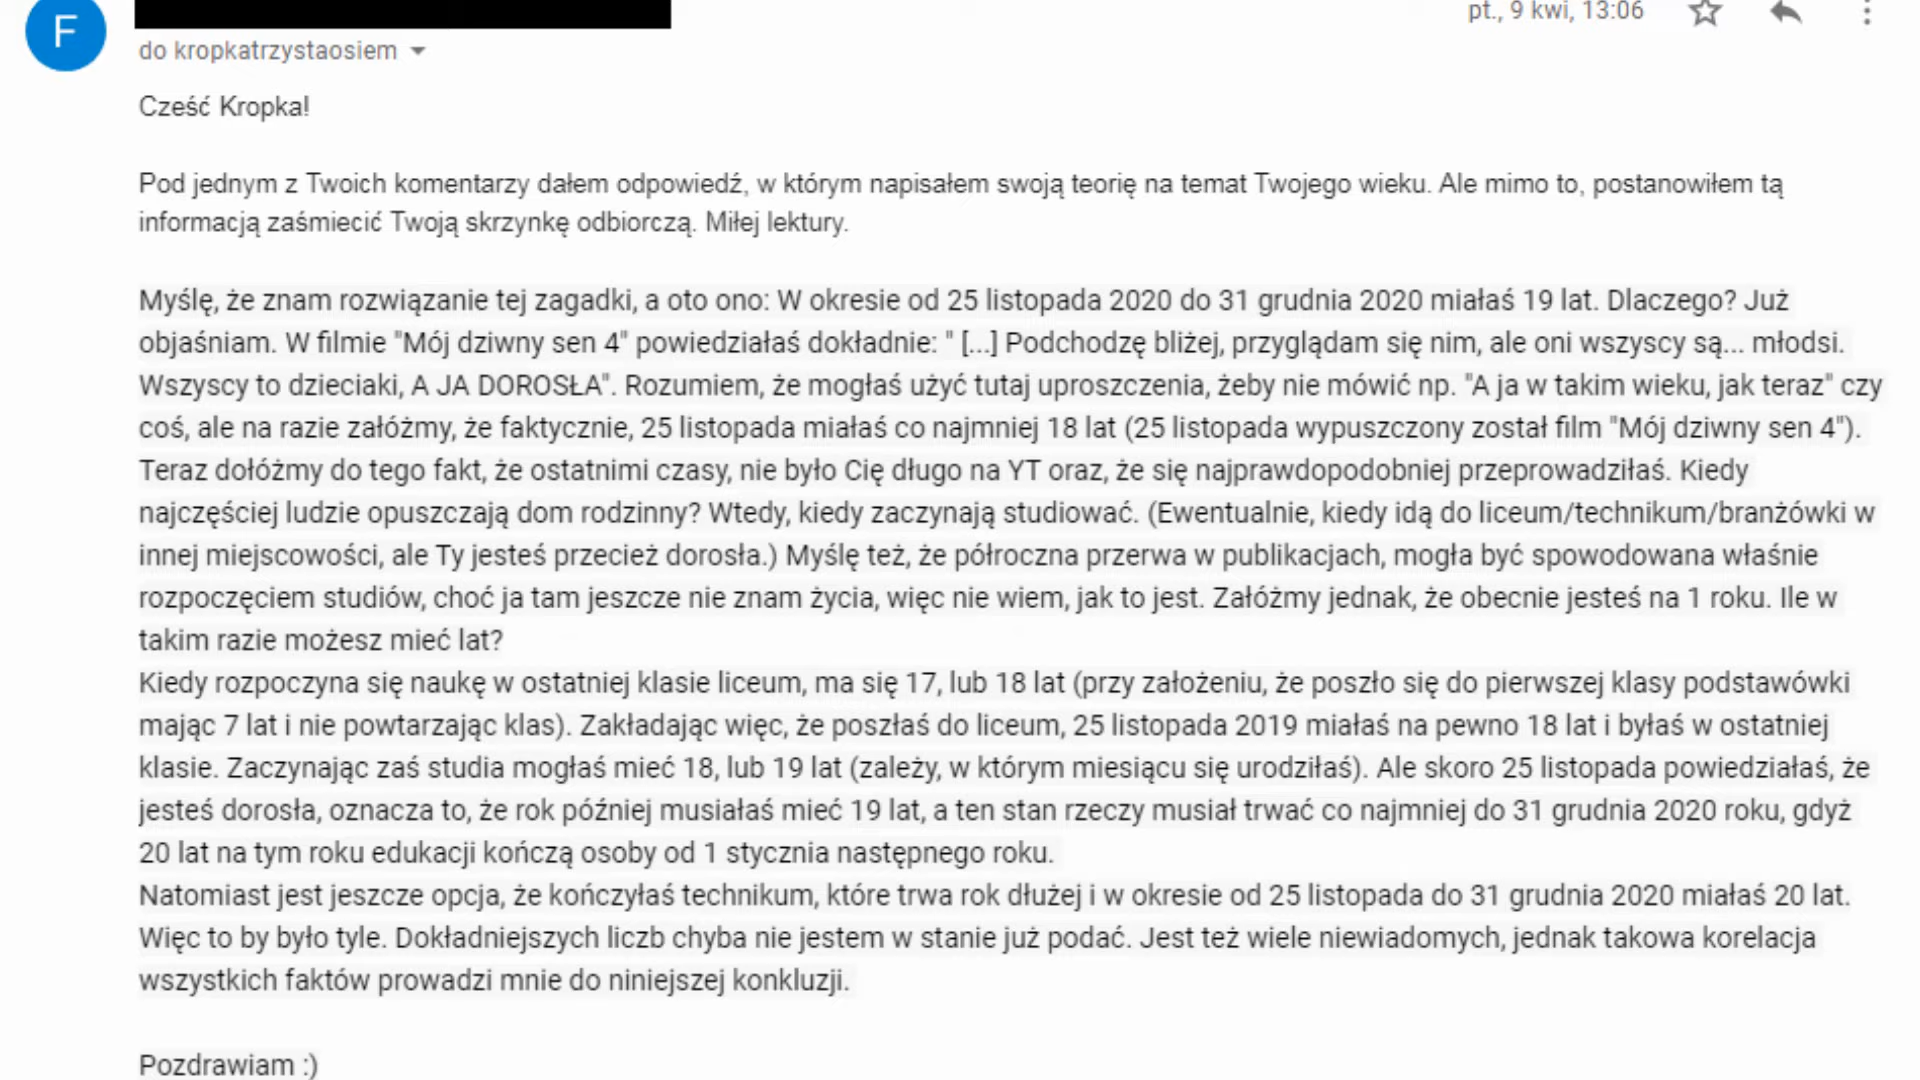 F
pt., 9 kwi, 13:06
do kropkatrzystaosiem
Cześć Kropka!
Pod jednym z Twoich komentarzy dałem odpowiedź, w którym napisałem swoją teorię na temat Twojego wieku. Ale mimo to, postanowiłem tą
informacją zaśmiecić Twoją skrzynkę odbiorczą. Miłej lektury.
Myślę, że znam rozwiązanie tej zagadki, a oto ono: W okresie od 25 listopada 2020 do 31 grudnia 2020 miałaś 19 lat. Dlaczego? Już
objaśniam. W filmie "Mój dziwny sen 4" powiedziałaś dokładnie: " [...] Podchodzę bliżej, przyglądam się nim, ale oni wszyscy są... młodsi.
Wszyscy to dzieciaki, A JA DOROSŁA". Rozumiem, że mogłaś użyć tutaj uproszczenia, żeby nie mówić np. "A ja w takim wieku, jak teraz" czy
coś, ale na razie załóżmy, że faktycznie, 25 listopada miałaś co najmniej 18 lat (25 listopada wypuszczony został film "Mój dziwny sen 4").
Teraz dołóżmy do tego fakt, że ostatnimi czasy, nie było Cię długo na YT oraz, że się najprawdopodobniej przeprowadziłaś. Kiedy
najczęściej ludzie opuszczają dom rodzinny? Wtedy, kiedy zaczynają studiować. (Ewentualnie, kiedy idą do liceum/technikum/branżówki w
innej miejscowości, ale Ty jesteś przecież dorosła.) Myślę też, że półroczna przerwa w publikacjach, mogła być spowodowana właśnie
rozpoczęciem studiów, choć ja tam jeszcze nie znam życia, więc nie wiem, jak to jest. Załóżmy jednak, że obecnie jesteś na 1 roku. Ile w
takim razie możesz mieć lat?
Kiedy rozpoczyna się naukę w ostatniej klasie liceum, ma się 17, lub 18 lat (przy założeniu, że poszło się do pierwszej klasy podstawówki
mając 7 lat i nie powtarzając klas). Zakładając więc, że poszłaś do liceum, 25 listopada 2019 miałaś na pewno 18 lat i byłaś w ostatniej
klasie. Zaczynając zaś studia mogłaś mieć 18, lub 19 lat (zależy, w którym miesiącu się urodziłaś). Ale skoro 25 listopada powiedziałaś, że
jesteś dorosła, oznacza to, że rok później musiałaś mieć 19 lat, a ten stan rzeczy musiał trwać co najmniej do 31 grudnia 2020 roku, gdyż
20 lat na tym roku edukacji kończą osoby od 1 stycznia następnego roku.
Natomiast jest jeszcze opcja, że kończyłaś technikum, które trwa rok dłużej i w okresie od 25 listopada do 31 grudnia 2020 miałaś 20 lat.
Więc to by było tyle. Dokładniejszych liczb chyba nie jestem w stanie już podać. Jest też wiele niewiadomych, jednak takowa korelacja
wszystkich faktów prowadzi mnie do niniejszej konkluzji.
Pozdrawiam :)